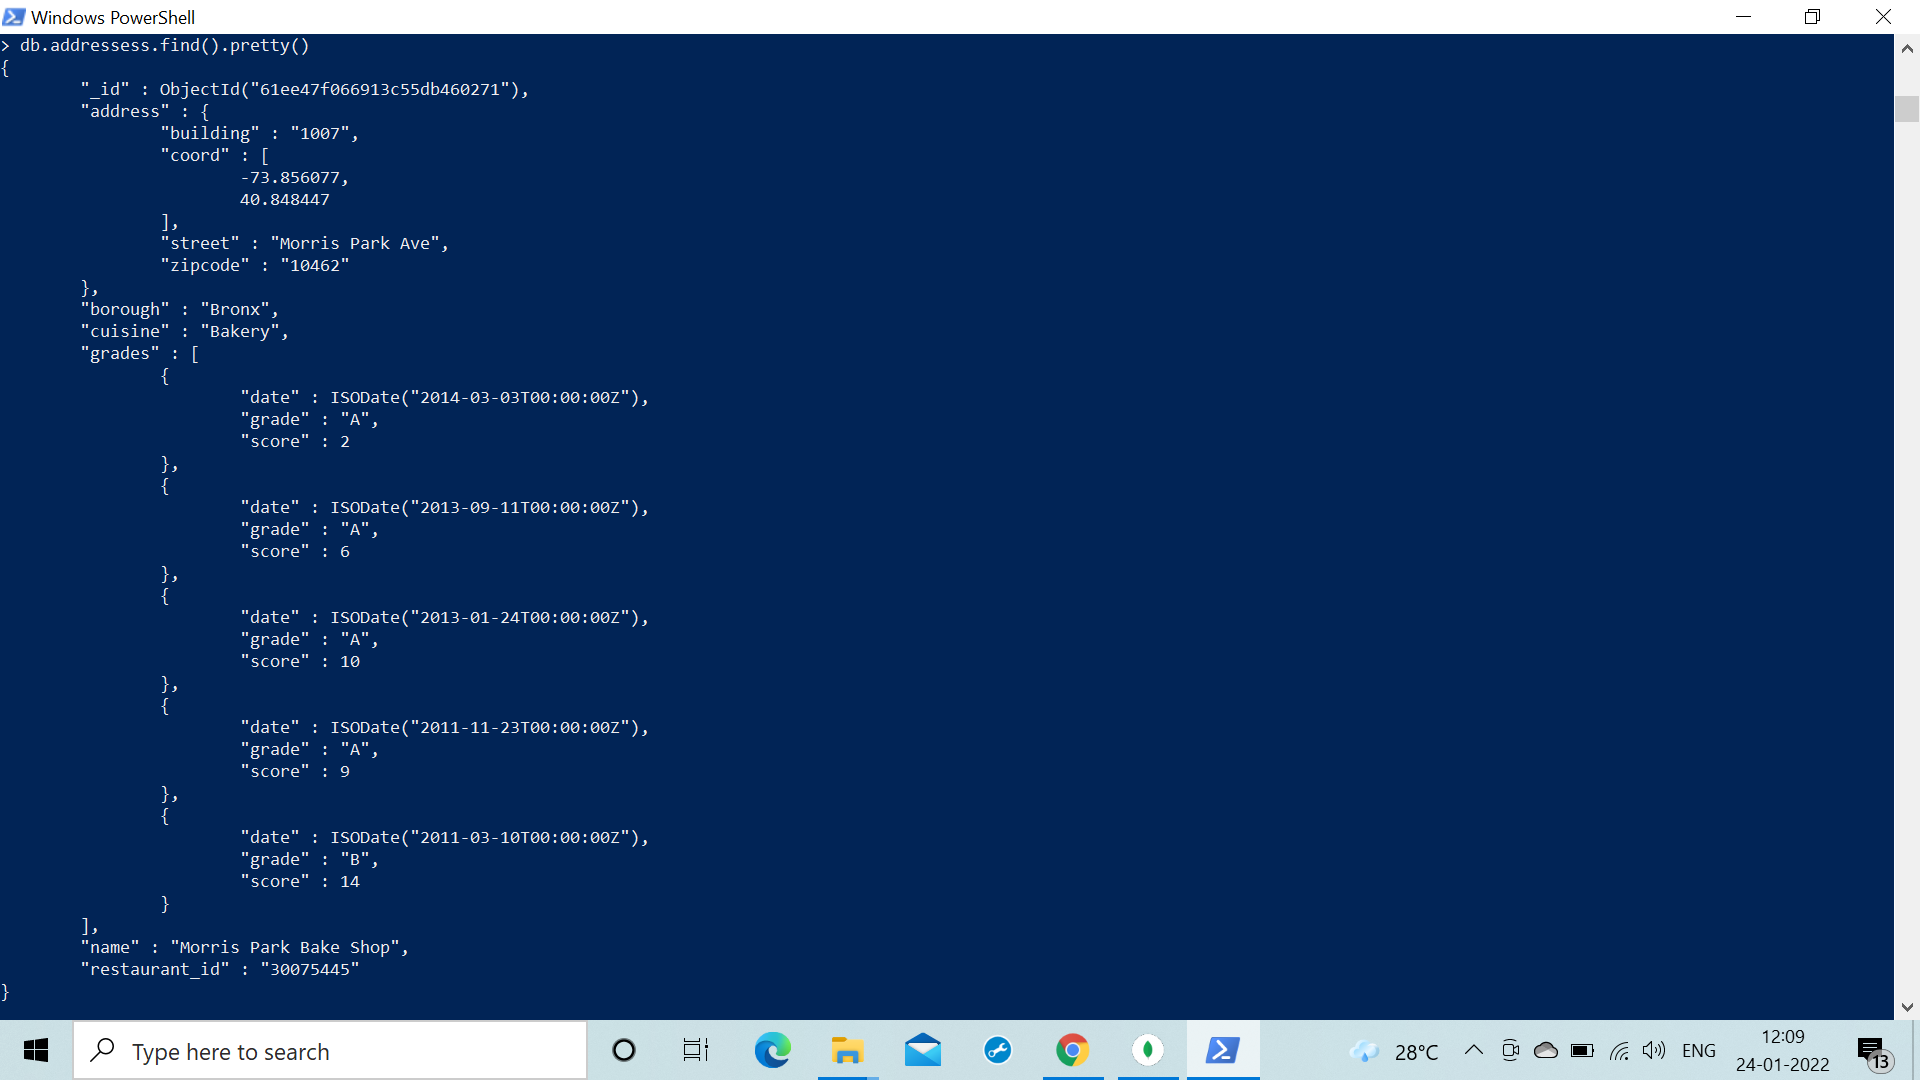 Windows PowerShell
> db.addressess.find().pretty()
{
        "_id" : ObjectId("61ee47f066913c55db460271"),
        "address" : {
                "building" : "1007",
                "coord" : [
                        -73.856077,
                        40.848447
                ],
                "street" : "Morris Park Ave",
                "zipcode" : "10462"
        },
        "borough" : "Bronx",
        "cuisine" : "Bakery",
        "grades" : [
                {
                        "date" : ISODate("2014-03-03T00:00:00Z"),
                        "grade" : "A",
                        "score" : 2
                },
                {
                        "date" : ISODate("2013-09-11T00:00:00Z"),
                        "grade" : "A",
                        "score" : 6
                },
                {
                        "date" : ISODate("2013-01-24T00:00:00Z"),
                        "grade" : "A",
                        "score" : 10
                },
                {
                        "date" : ISODate("2011-11-23T00:00:00Z"),
                        "grade" : "A",
                        "score" : 9
                },
                {
                        "date" : ISODate("2011-03-10T00:00:00Z"),
                        "grade" : "B",
                        "score" : 14
                }
        ],
        "name" : "Morris Park Bake Shop",
        "restaurant_id" : "30075445"
}
Type here to search
28°C
ENG
12:09
24-01-2022
13